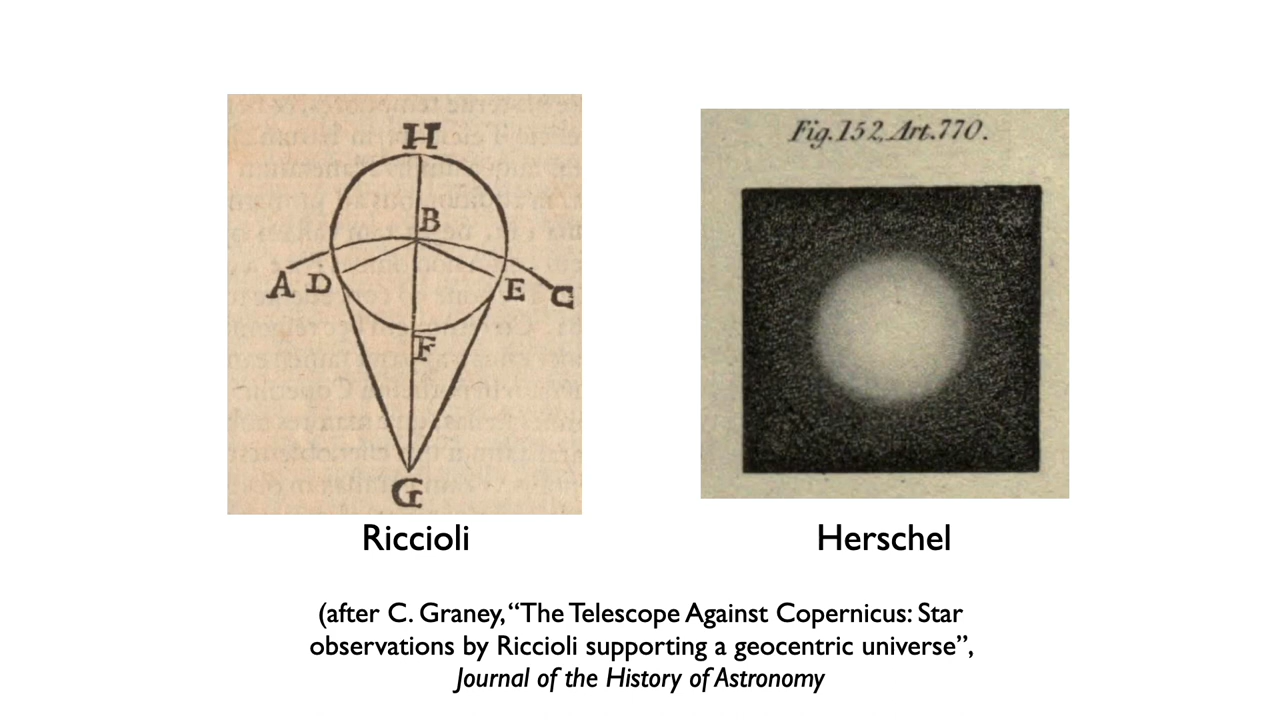 H
B
A D E C
F
G
Riccioli
Fig.152, Art.770.
Herschel
(after C. Graney, “The Telescope Against Copernicus: Star
observations by Riccioli supporting a geocentric universe”,
Journal of the History of Astronomy